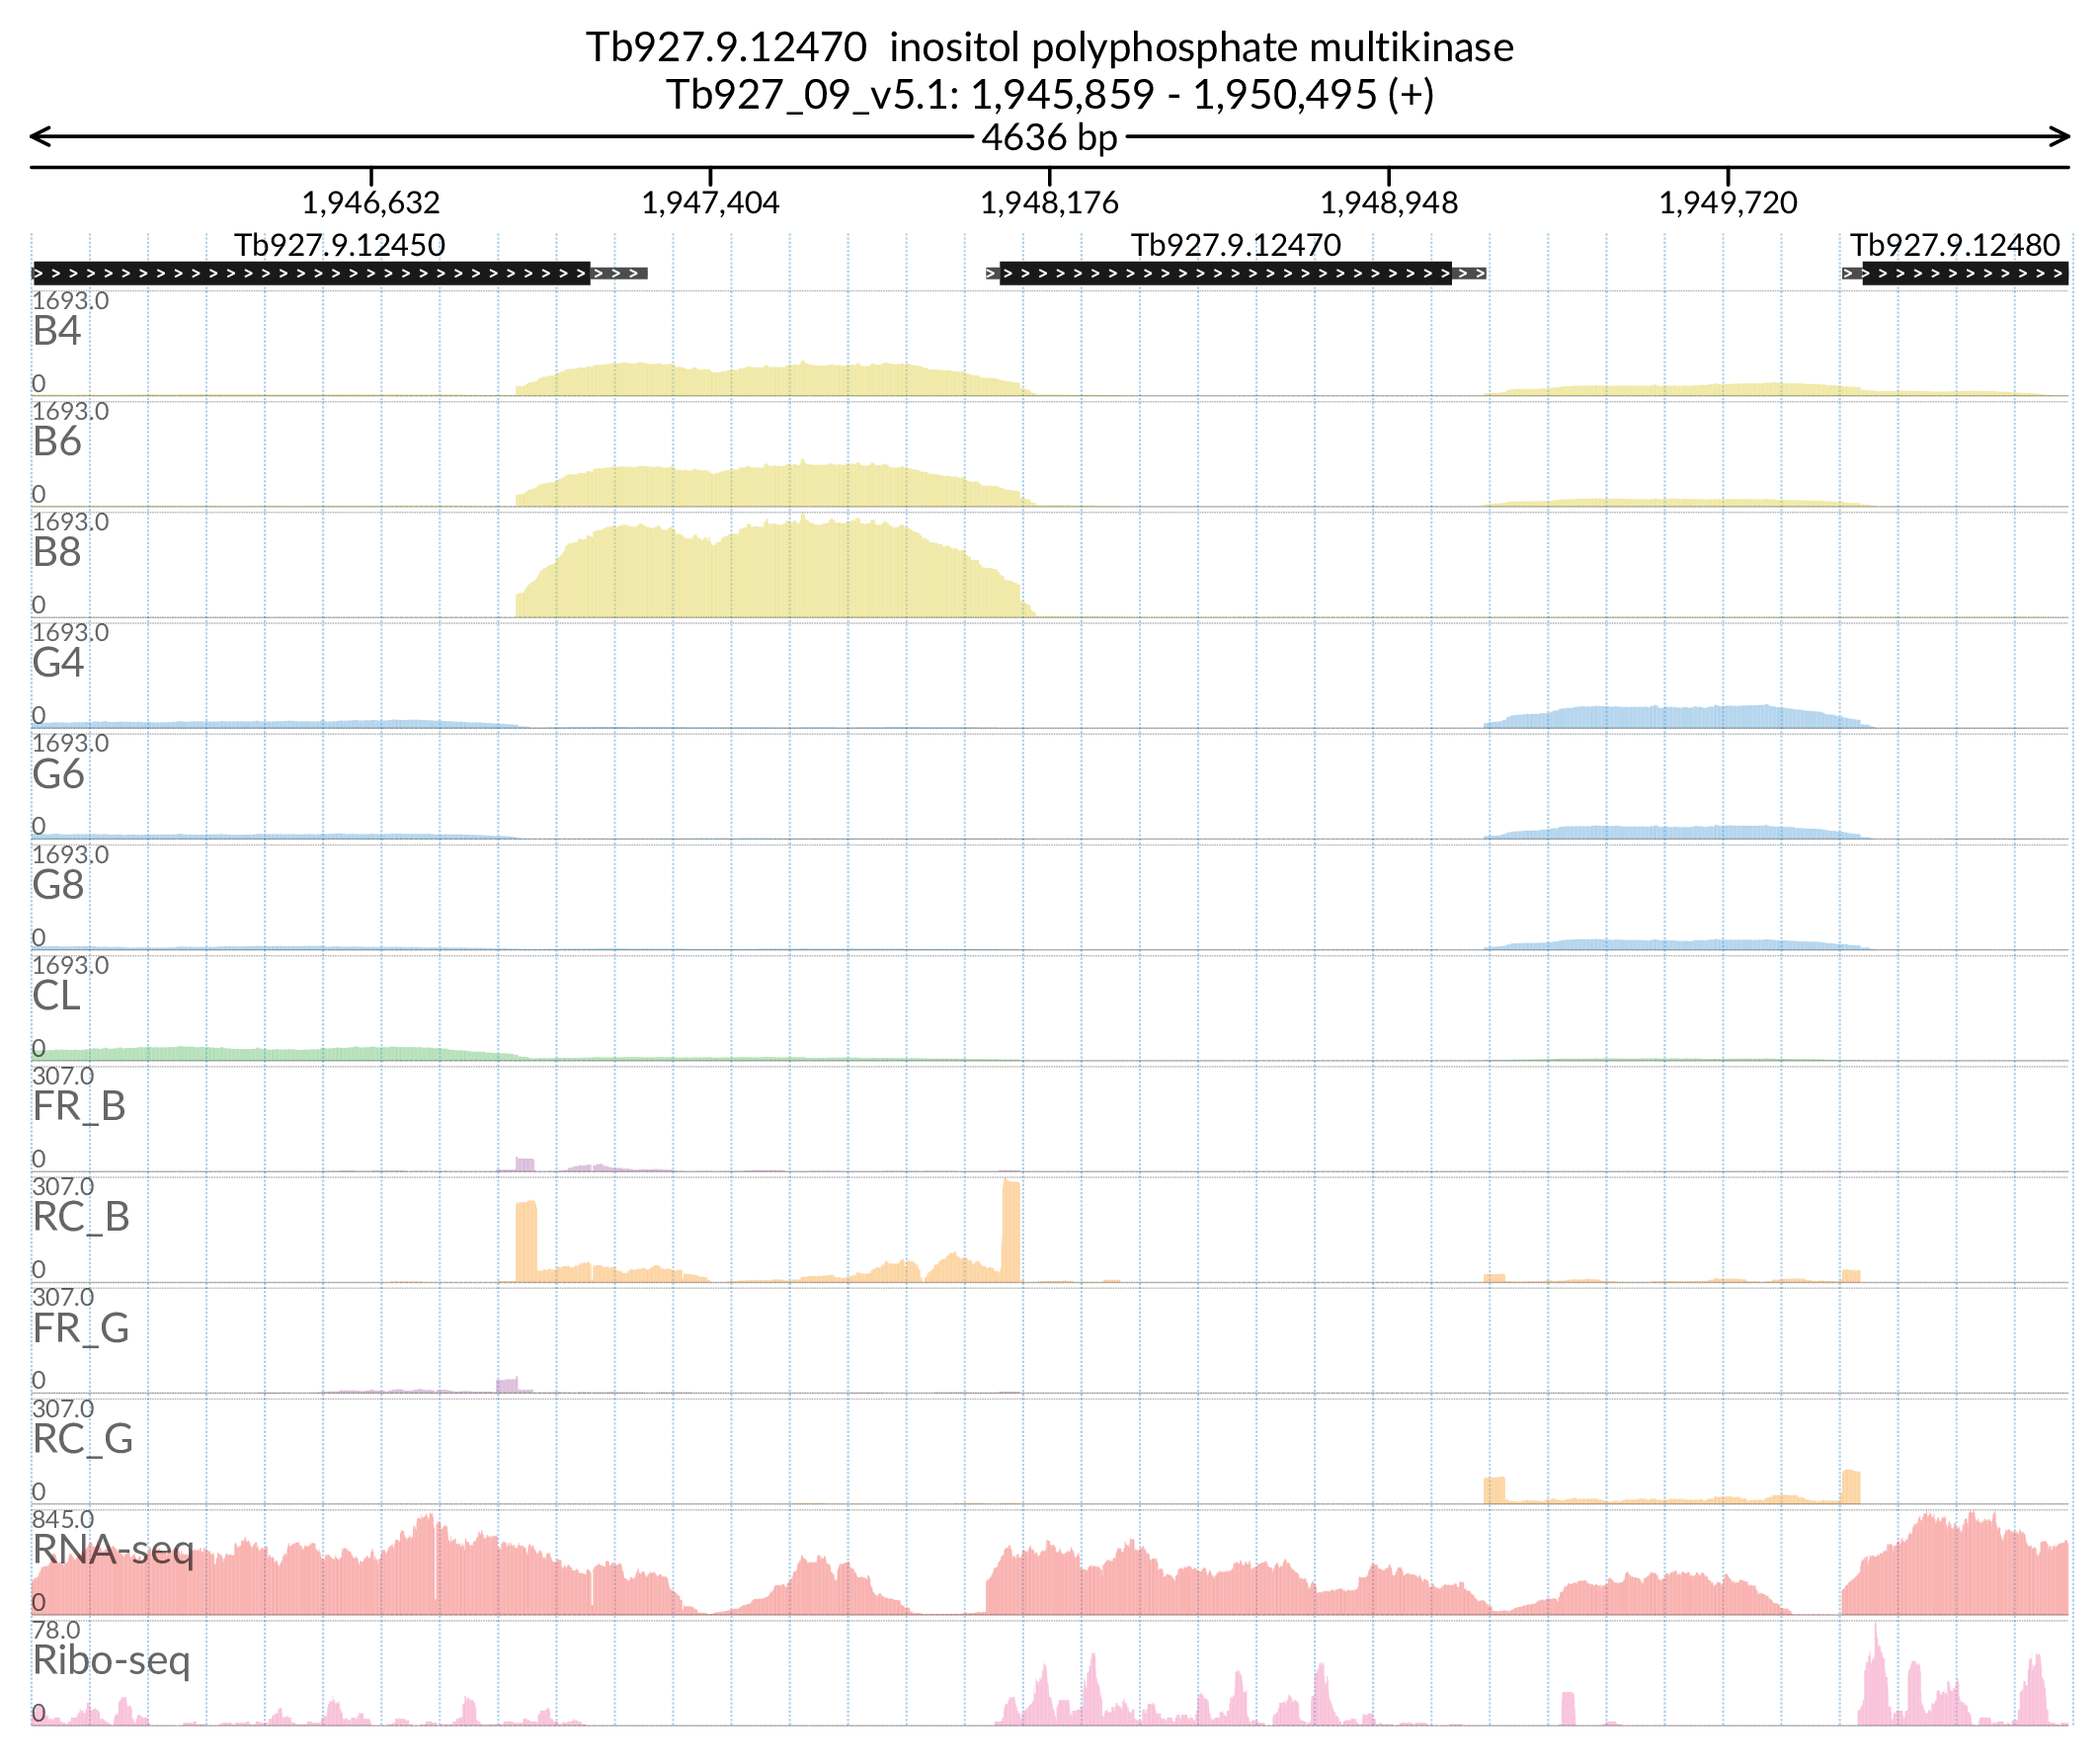 Tb927.9.12470 inositol polyphosphate multikinase
Tb927_09_v5.1: 1,945,859 - 1,950,495 (+)
4636 bp
1,946,632 1,947,404 1,948,176 1,948,948 1,949,720
Tb927.9.12450 Tb927.9.12470 Tb927.9.12480
1693.0
B4
0
1693.0
B6
0
1693.0
B8
0
1693.0
G4
0
1693.0
G6
0
1693.0
G8
0
1693.0
CL
0
307.0
FR_B
0
307.0
RC_B
0
307.0
FR_G
0
307.0
RC_G
0
845.0
RNA-seq
0
78.0
Ribo-seq
0